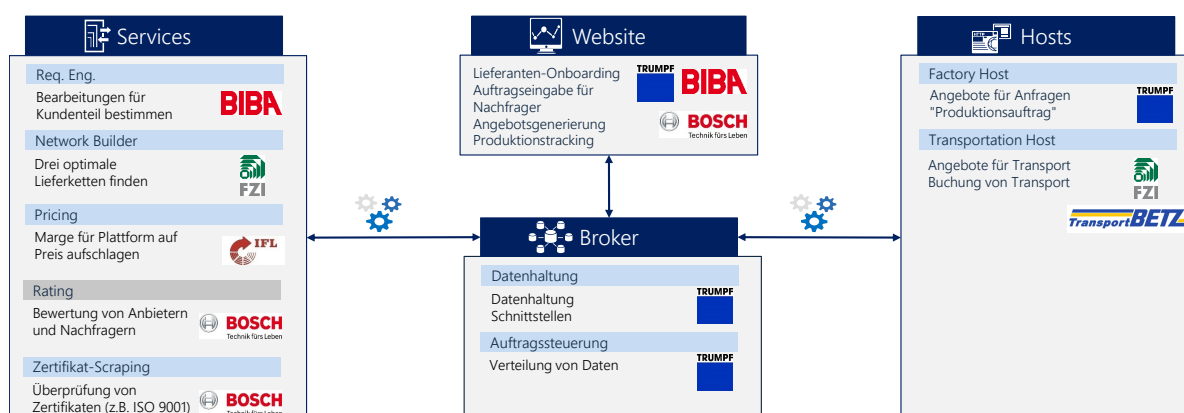 Services
Req. Eng.
Bearbeitungen für
Kundenteil bestimmen
BIBA
Network Builder
Drei optimale
Lieferketten finden
FZI
Pricing
Marge für Plattform auf
Preis aufschlagen
IFL
Rating
Bewertung von Anbietern
und Nachfragern
BOSCH
Technik fürs Leben
Zertifikat-Scraping
Überprüfung von
Zertifikaten (z.B. ISO 9001)
BOSCH
Technik fürs Leben
Website
Lieferanten-Onboarding
Auftragseingabe für
Nachfrager
Angebotsgenerierung
Produktionstracking
TRUMPF
BIBA
BOSCH
Technik fürs Leben
Broker
Datenhaltung
Datenhaltung
Schnittstellen
TRUMPF
Auftragssteuerung
Verteilung von Daten
TRUMPF
Hosts
Factory Host
Angebote für Anfragen
"Produktionsauftrag"
TRUMPF
Transportation Host
Angebote für Transport
Buchung von Transport
FZI
TransportBETZ